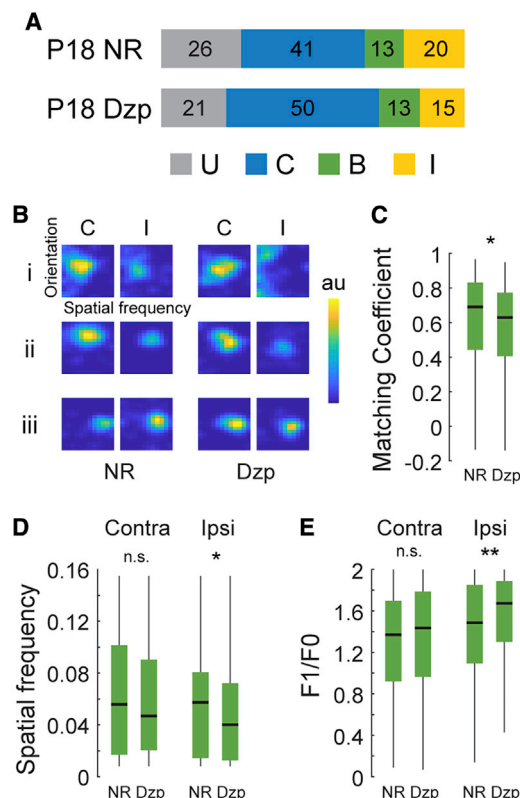 A
P18 NR 26 41 13 20
P18 Dzp 21 50 13 15
U C B I
B
C I C I
Orientation
i
Spatial frequency
au
ii
iii
NR Dzp
C
*
Matching Coefficient
1
0.8
0.6
0.4
0.2
0
-0.2
NR Dzp
D
Contra Ipsi
n.s. *
Spatial frequency
0.16
0.12
0.08
0.04
0
NR Dzp NR Dzp
E
Contra Ipsi
n.s. **
F1/F0
2
1.6
1.2
0.8
0.4
0
NR Dzp NR Dzp